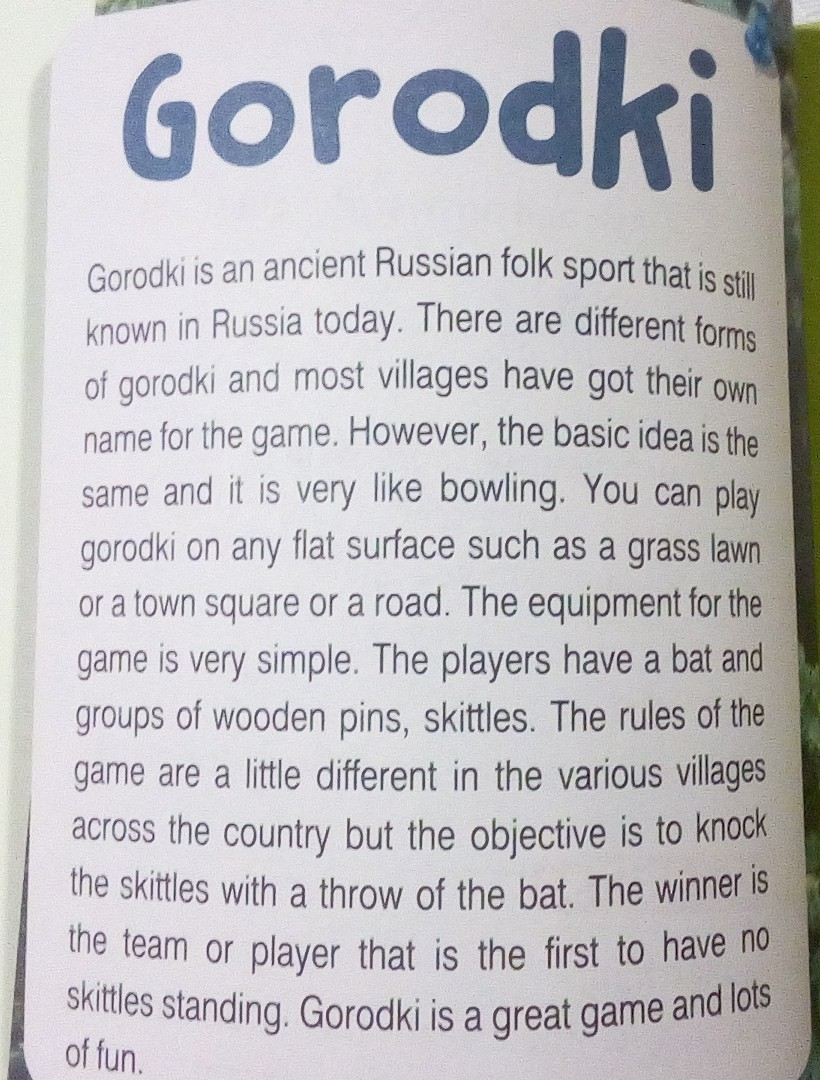 Gorodki
Gorodki is an ancient Russian folk sport that is still
known in Russia today. There are different forms
of gorodki and most villages have got their own
name for the game. However, the basic idea is the
same and it is very like bowling. You can play
gorodki on any flat surface such as a grass lawn
or a town square or a road. The equipment for the
game is very simple. The players have a bat and
groups of wooden pins, skittles. The rules of the
game are a little different in the various villages
across the country but the objective is to knock
the skittles with a throw of the bat. The winner is
the team or player that is the first to have no
skittles standing. Gorodki is a great game and lots
of fun.